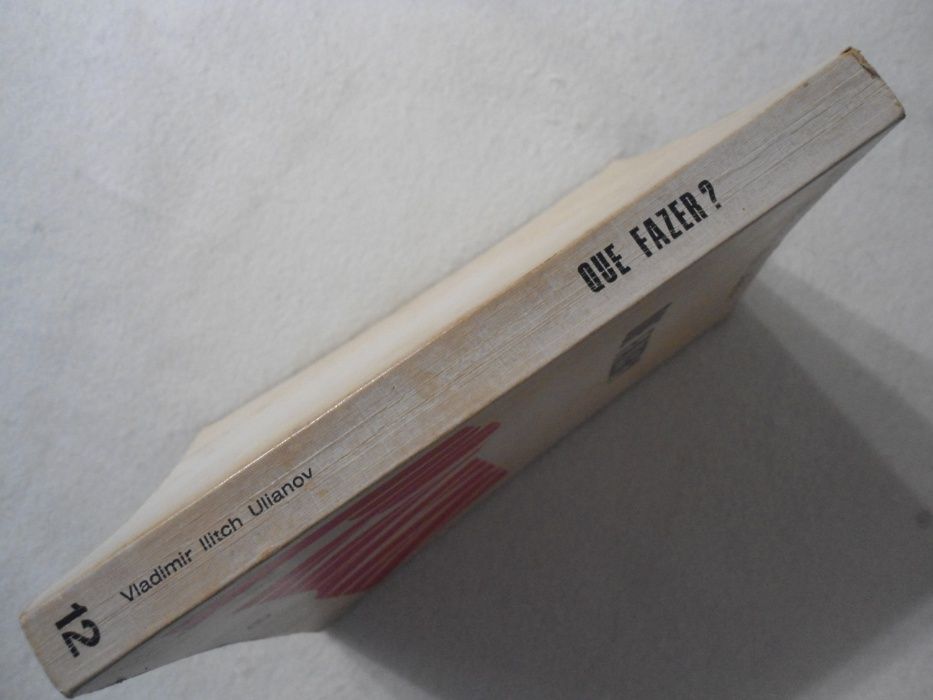 QUE FAZER?
Vladimir Ilitch Ulianov
12